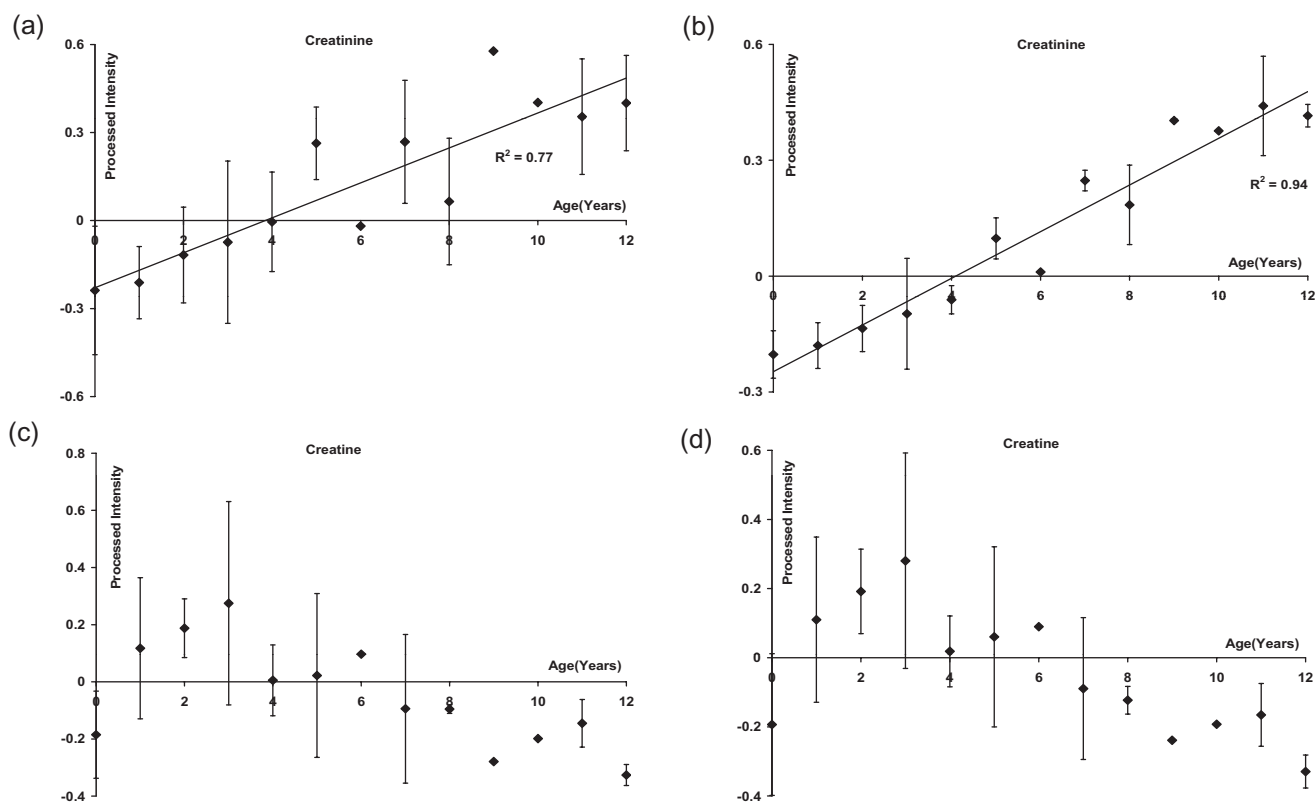 (a)
Creatinine
Processed Intensity
0.6
0.3
0
-0.3
-0.6
R² = 0.77
Age(Years)
0 2 4 6 8 10 12
(b)
Creatinine
Processed Intensity
0.6
0.3
0
-0.3
R² = 0.94
Age(Years)
0 2 4 6 8 10 12
(c)
Creatine
Processed Intensity
0.8
0.6
0.4
0.2
0
-0.2
-0.4
Age(Years)
0 2 4 6 8 10 12
(d)
Creatine
Processed Intensity
0.6
0.4
0.2
0
-0.2
-0.4
Age(Years)
0 2 4 6 8 10 12